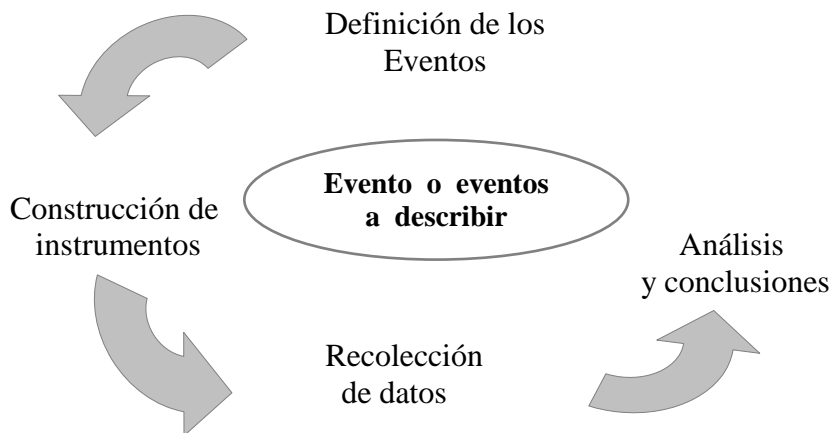 Definición de los
Eventos
Evento o eventos
a describir
Construcción de
instrumentos
Análisis
y conclusiones
Recolección
de datos